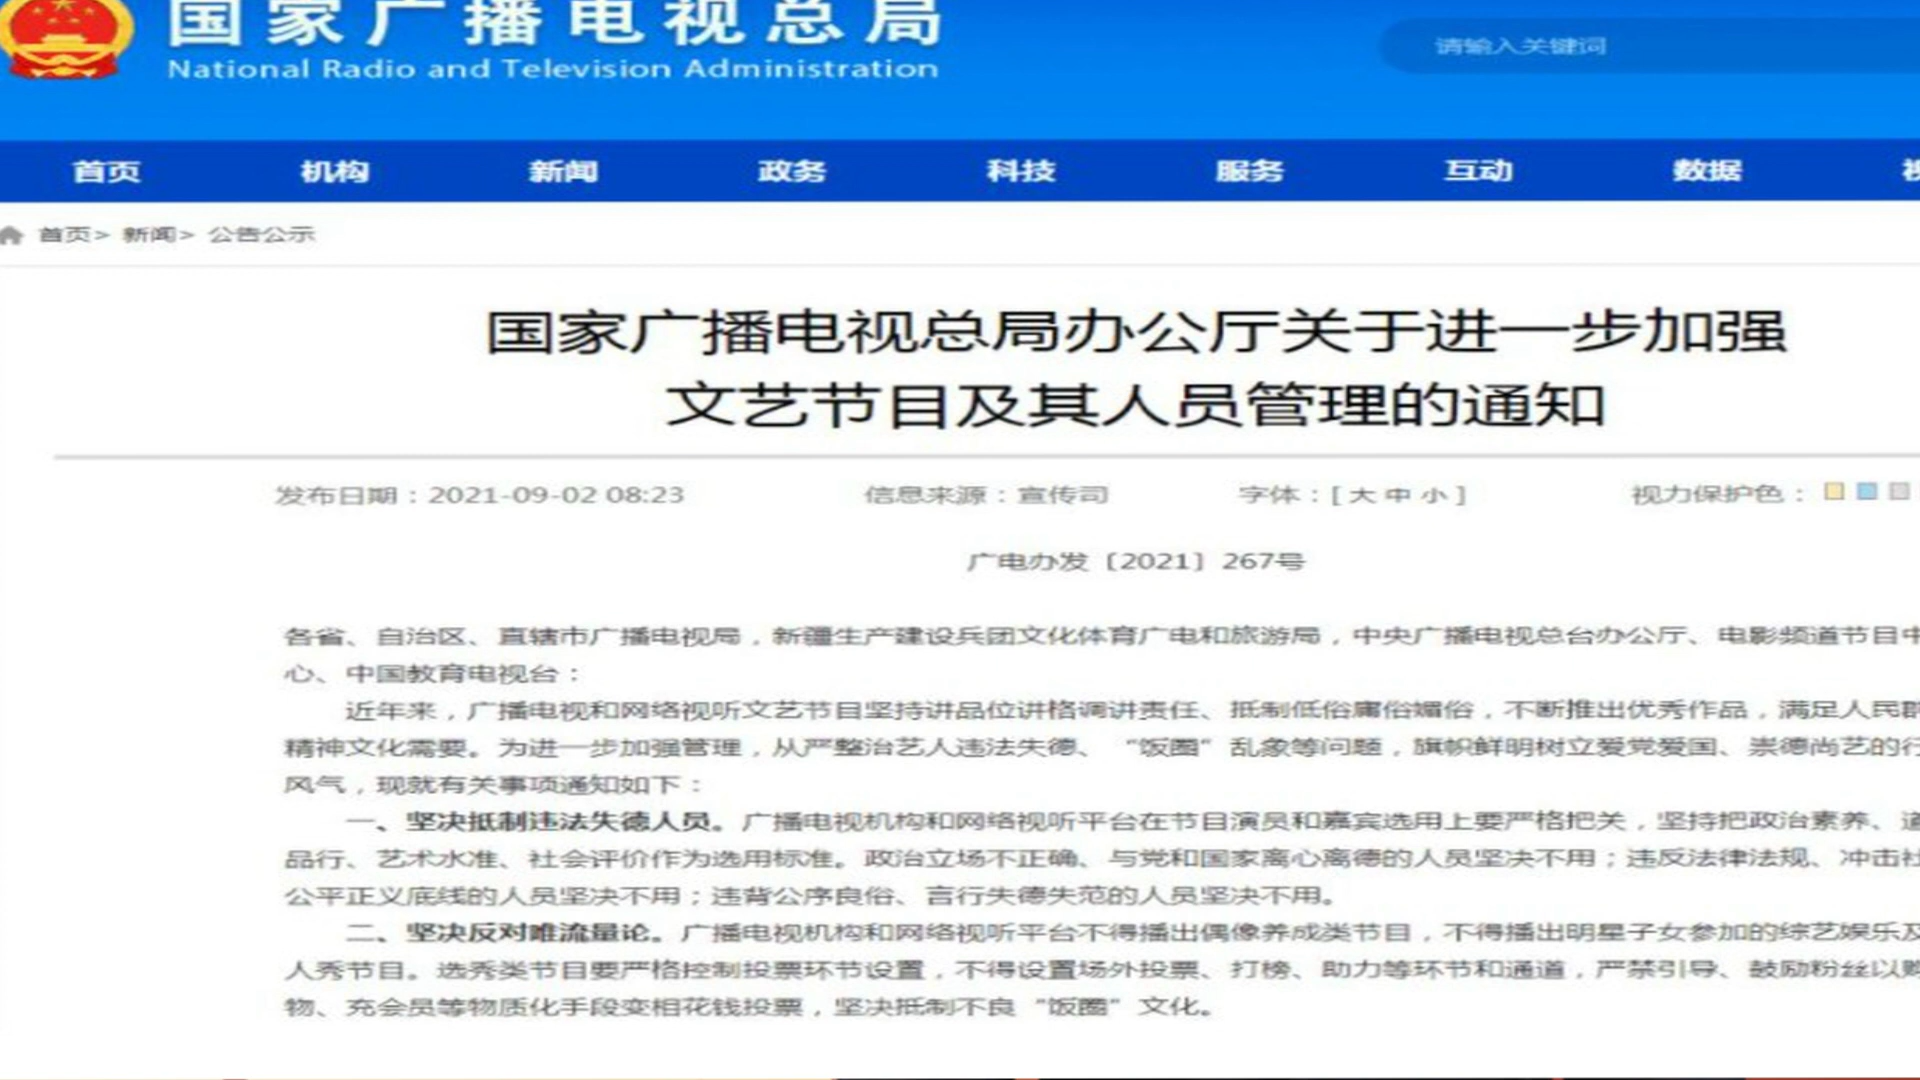 国家广播电视总局
National Radio and Television Administration
请输入关键词
首页 机构 新闻 政务 科技 服务 互动 数据
首页> 新闻> 公告公示
国家广播电视总局办公厅关于进一步加强
文艺节目及其人员管理的通知
发布日期：2021-09-02 08:23 信息来源：宣传司 字体：[ 大 中 小 ] 视力保护色：
广电办发〔2021〕267号
各省、自治区、直辖市广播电视局，新疆生产建设兵团文化体育广电和旅游局，中央广播电视总台办公厅、电影频道节目中
心、中国教育电视台：
近年来，广播电视和网络视听文艺节目坚持讲品位讲格调讲责任、抵制低俗庸俗媚俗，不断推出优秀作品，满足人民群
精神文化需要。为进一步加强管理，从严整治艺人违法失德、“饭圈”乱象等问题，旗帜鲜明树立爱党爱国、崇德尚艺的行
风气，现就有关事项通知如下：
一、坚决抵制违法失德人员。广播电视机构和网络视听平台在节目演员和嘉宾选用上要严格把关，坚持把政治素养、道
品行、艺术水准、社会评价作为选用标准。政治立场不正确、与党和国家离心离德的人员坚决不用；违反法律法规、冲击社
公平正义底线的人员坚决不用；违背公序良俗、言行失德失范的人员坚决不用。
二、坚决反对唯流量论。广播电视机构和网络视听平台不得播出偶像养成类节目，不得播出明星子女参加的综艺娱乐及
人秀节目。选秀类节目要严格控制投票环节设置，不得设置场外投票、打榜、助力等环节和通道，严禁引导、鼓励粉丝以购
物、充会员等物质化手段变相花钱投票，坚决抵制不良“饭圈”文化。